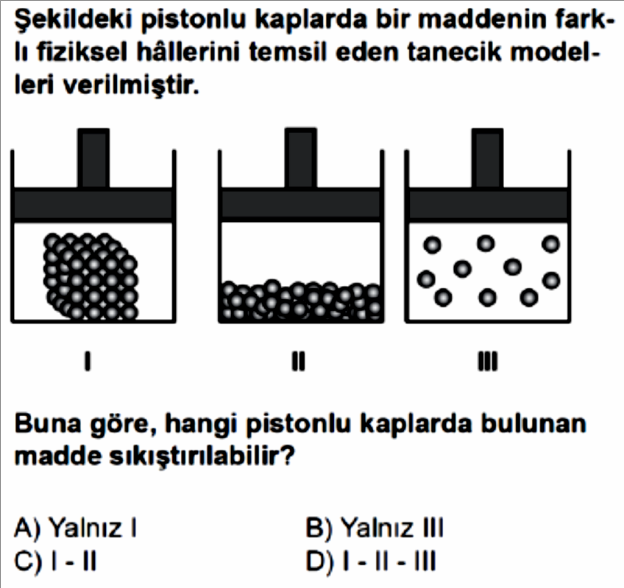 Şekildeki pistonlu kaplarda bir maddenin fark-
lı fiziksel hâllerini temsil eden tanecik model-
leri verilmiştir.
I II III
Buna göre, hangi pistonlu kaplarda bulunan
madde sıkıştırılabilir?
A) Yalnız I B) Yalnız III
C) I - II D) I - II - III